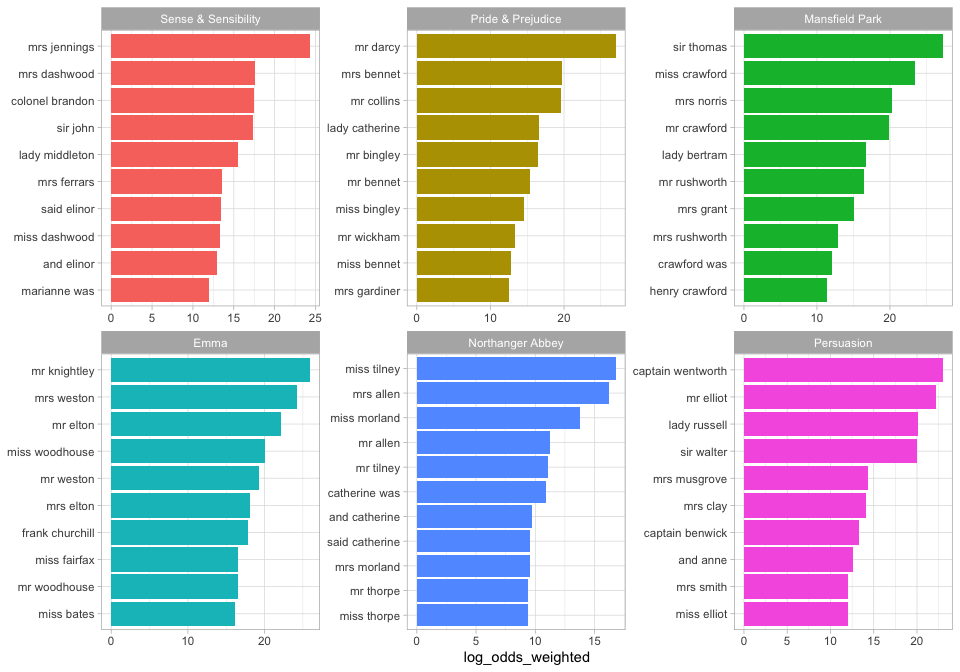 Sense & Sensibility
mrs jennings
mrs dashwood
colonel brandon
sir john
lady middleton
mrs ferrars
said elinor
miss dashwood
and elinor
marianne was
0 5 10 15 20 25
Pride & Prejudice
mr darcy
mrs bennet
mr collins
lady catherine
mr bingley
mr bennet
miss bingley
mr wickham
miss bennet
mrs gardiner
0 10 20
Mansfield Park
sir thomas
miss crawford
mrs norris
mr crawford
lady bertram
mr rushworth
mrs grant
mrs rushworth
crawford was
henry crawford
0 10 20
Emma
mr knightley
mrs weston
mr elton
miss woodhouse
mr weston
mrs elton
frank churchill
miss fairfax
mr woodhouse
miss bates
0 10 20
Northanger Abbey
miss tilney
mrs allen
miss morland
mr allen
mr tilney
catherine was
and catherine
said catherine
mrs morland
mr thorpe
miss thorpe
0 5 10 15
Persuasion
captain wentworth
mr elliot
lady russell
sir walter
mrs musgrove
mrs clay
captain benwick
and anne
mrs smith
miss elliot
0 5 10 15 20
log_odds_weighted